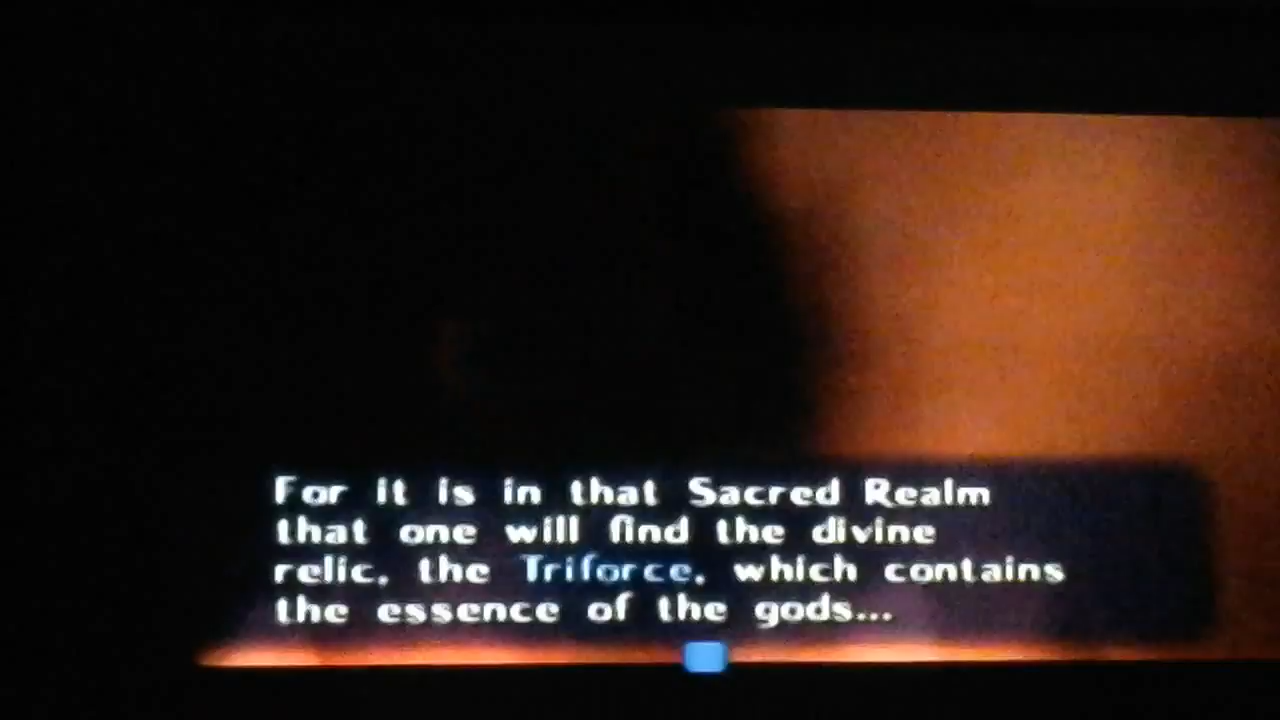 For it is in that Sacred Realm
that one will find the divine
relic, the Triforce, which contains
the essence of the gods...